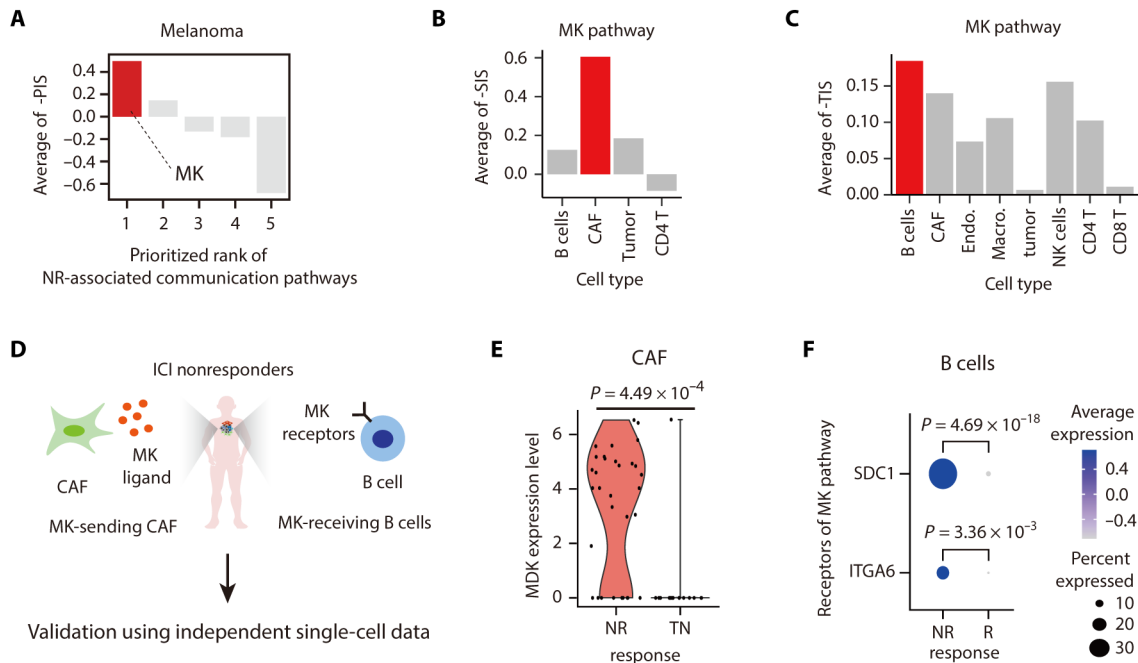 A
Melanoma
Average of -PIS
0.4
0.2
0.0
−0.2
−0.4
−0.6
MK
1 2 3 4 5
Prioritized rank of
NR-associated communication pathways
B
MK pathway
Average of -SIS
0.6
0.4
0.2
0.0
B cells
CAF
Tumor
CD4 T
Cell type
C
MK pathway
Average of -TIS
0.15
0.10
0.05
0.00
B cells
CAF
Endo.
Macro.
tumor
NK cells
CD4 T
CD8 T
Cell type
D
ICI nonresponders
CAF
MK
ligand
MK
receptors
B cell
MK-sending CAF
MK-receiving B cells
Validation using independent single-cell data
E
CAF
P = 4.49 × 10−4
MDK expression level
6
4
2
0
NR TN
response
F
B cells
Receptors of MK pathway
P = 4.69 × 10−18
SDC1
P = 3.36 × 10−3
ITGA6
NR R
response
Average
expression
0.4
0.0
−0.4
Percent
expressed
10
20
30